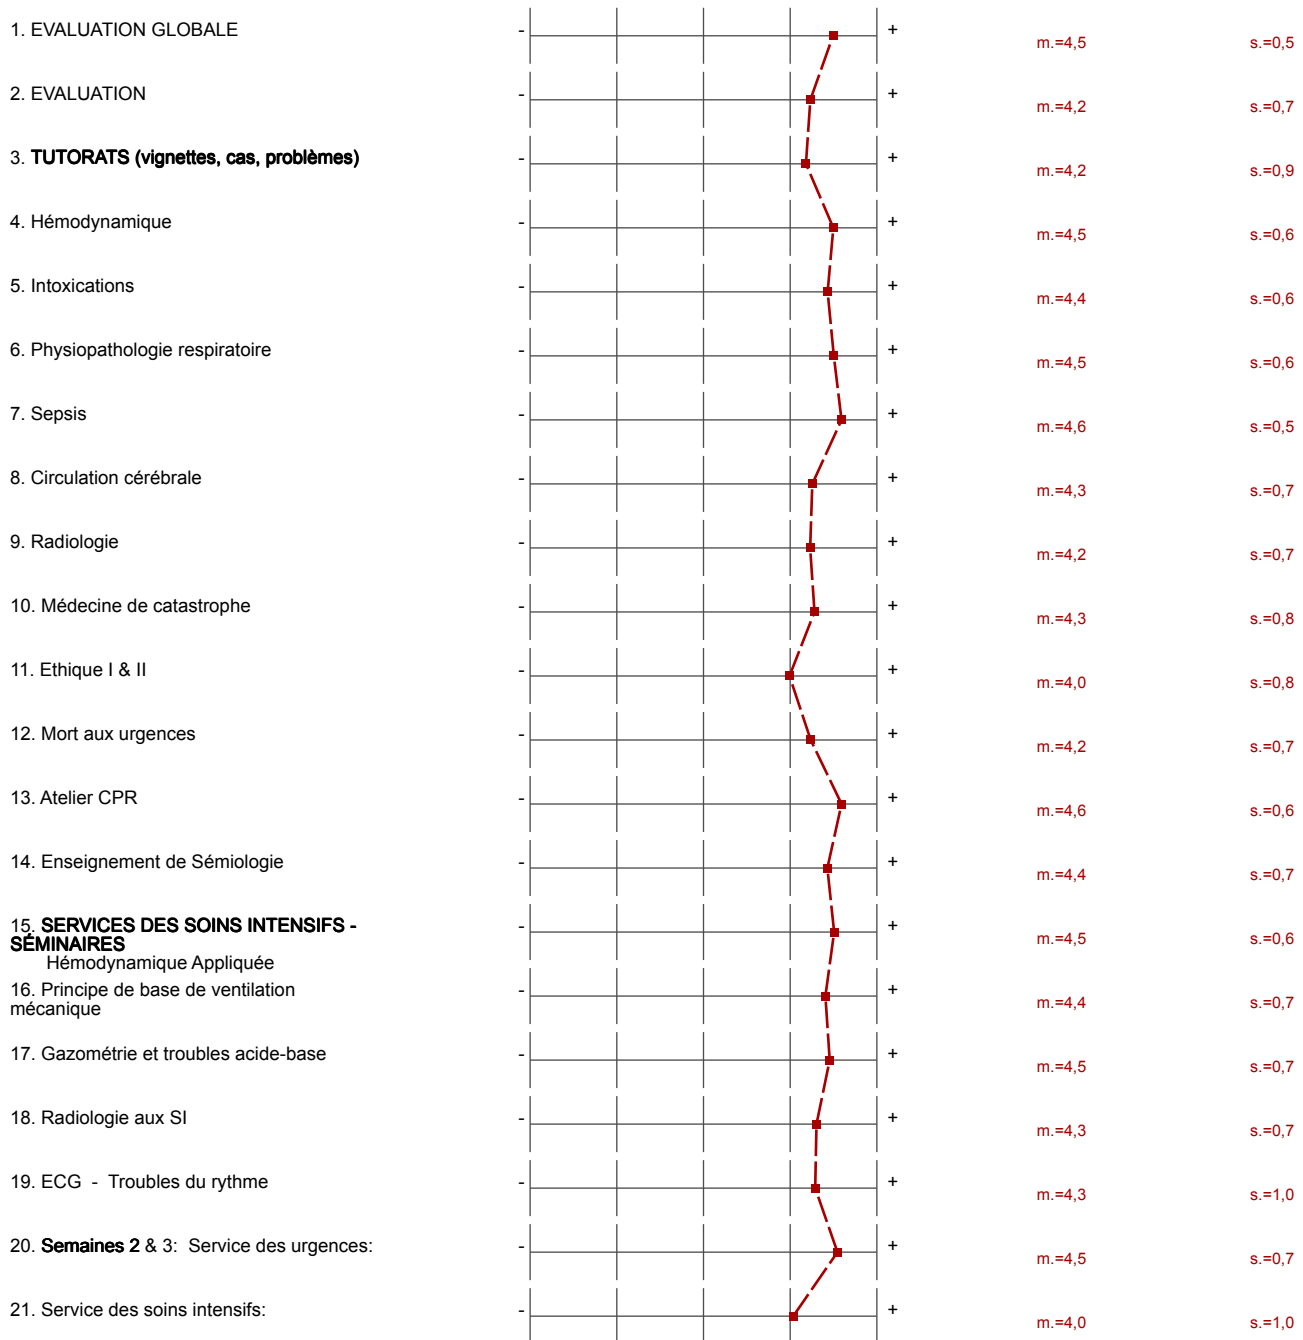 1. EVALUATION GLOBALE - + m.=4,5 s.=0,5
2. EVALUATION - + m.=4,2 s.=0,7
3. TUTORATS (vignettes, cas, problèmes) - + m.=4,2 s.=0,9
4. Hémodynamique - + m.=4,5 s.=0,6
5. Intoxications - + m.=4,4 s.=0,6
6. Physiopathologie respiratoire - + m.=4,5 s.=0,6
7. Sepsis - + m.=4,6 s.=0,5
8. Circulation cérébrale - + m.=4,3 s.=0,7
9. Radiologie - + m.=4,2 s.=0,7
10. Médecine de catastrophe - + m.=4,3 s.=0,8
11. Ethique I & II - + m.=4,0 s.=0,8
12. Mort aux urgences - + m.=4,2 s.=0,7
13. Atelier CPR - + m.=4,6 s.=0,6
14. Enseignement de Sémiologie - + m.=4,4 s.=0,7
15. SERVICES DES SOINS INTENSIFS - - + m.=4,5 s.=0,6
SÉMINAIRES
Hémodynamique Appliquée
16. Principe de base de ventilation - + m.=4,4 s.=0,7
mécanique
17. Gazométrie et troubles acide-base - + m.=4,5 s.=0,7
18. Radiologie aux SI - + m.=4,3 s.=0,7
19. ECG - Troubles du rythme - + m.=4,3 s.=1,0
20. Semaines 2 & 3: Service des urgences: - + m.=4,5 s.=0,7
21. Service des soins intensifs: - + m.=4,0 s.=1,0